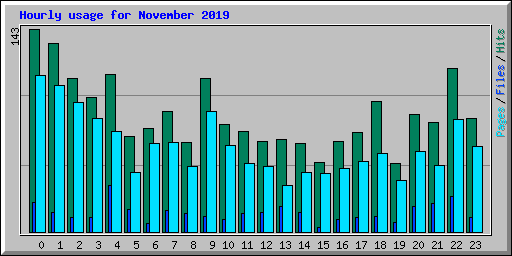 Hourly usage for November 2019
143
Pages/Files/Hits
0 1 2 3 4 5 6 7 8 9 10 11 12 13 14 15 16 17 18 19 20 21 22 23